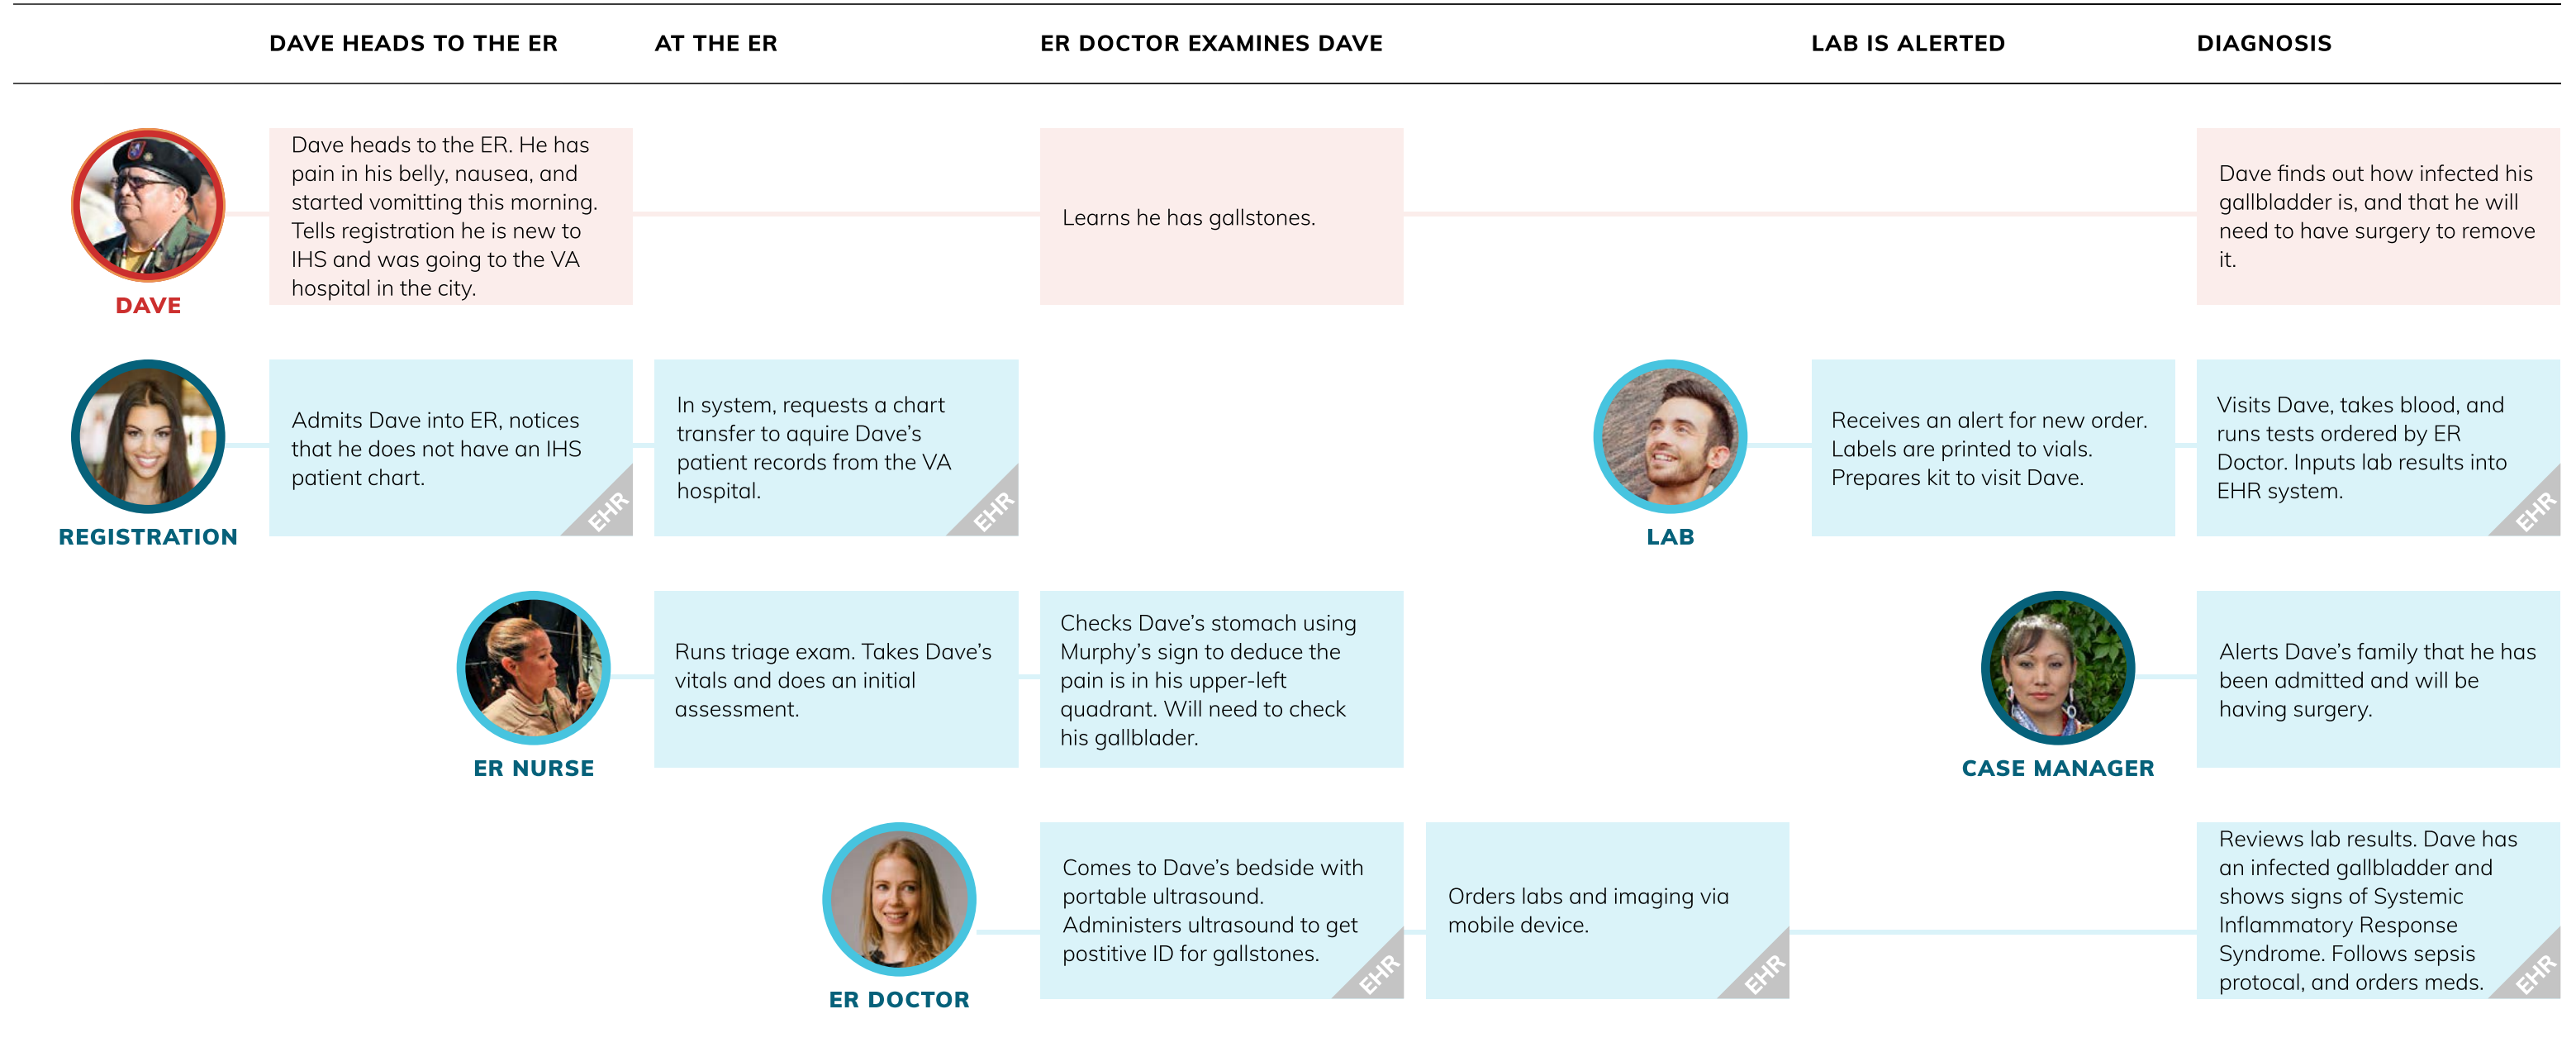 DAVE HEADS TO THE ER
AT THE ER
ER DOCTOR EXAMINES DAVE
LAB IS ALERTED
DIAGNOSIS
Dave heads to the ER. He has
pain in his belly, nausea, and
started vomitting this morning.
Tells registration he is new to
IHS and was going to the VA
hospital in the city.
Learns he has gallstones.
Dave finds out how infected his
gallbladder is, and that he will
need to have surgery to remove
it.
DAVE
Admits Dave into ER, notices
that he does not have an IHS
patient chart.
EHR
In system, requests a chart
transfer to aquire Dave's
patient records from the VA
hospital.
EHR
Receives an alert for new order.
Labels are printed to vials.
Prepares kit to visit Dave.
Visits Dave, takes blood, and
runs tests ordered by ER
Doctor. Inputs lab results into
EHR system.
EHR
REGISTRATION
LAB
Runs triage exam. Takes Dave's
vitals and does an initial
assessment.
Checks Dave's stomach using
Murphy's sign to deduce the
pain is in his upper-left
quadrant. Will need to check
his gallblader.
Alerts Dave's family that he has
been admitted and will be
having surgery.
ER NURSE
CASE MANAGER
Comes to Dave's bedside with
portable ultrasound.
Administers ultrasound to get
postitive ID for gallstones.
EHR
Orders labs and imaging via
mobile device.
EHR
Reviews lab results. Dave has
an infected gallbladder and
shows signs of Systemic
Inflammatory Response
Syndrome. Follows sepsis
protocal, and orders meds.
EHR
ER DOCTOR